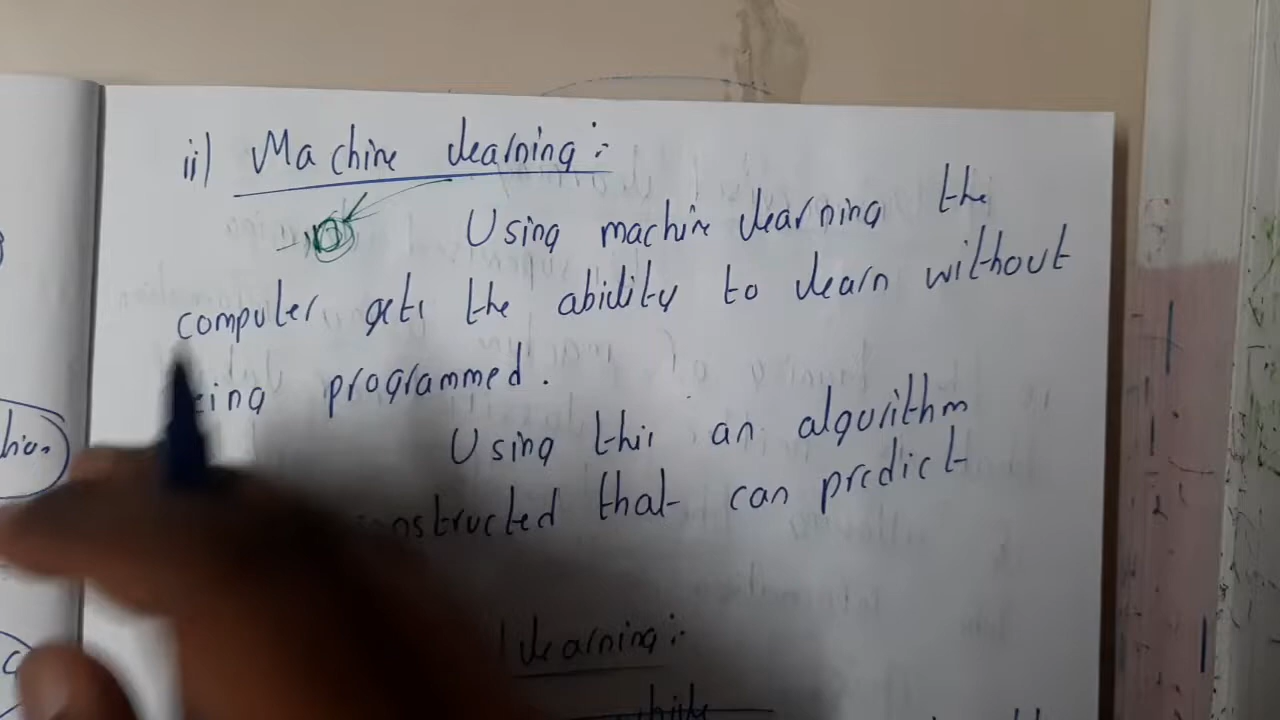 ii) Machine learning :-
Using machine learning the
computer gets the ability to learn without
being programmed.
Using this an algorithm
constructed that can predict
learning:-